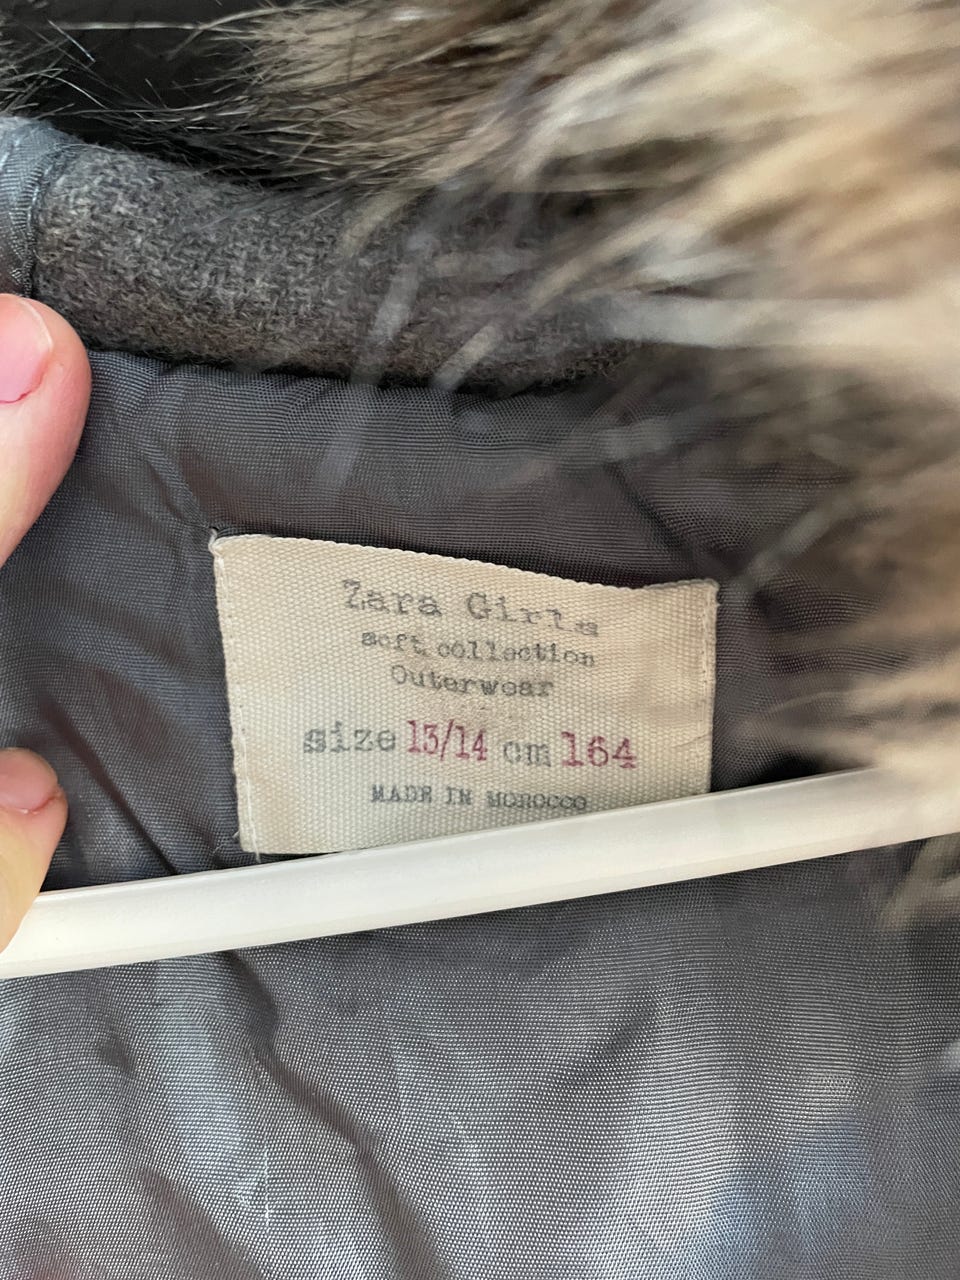 Zara Girls
soft collection
Outerwear
size 13/14 cm 164
MADE IN MOROCCO